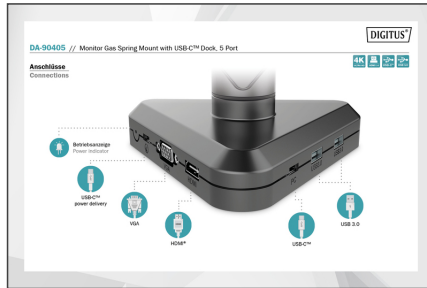 DIGITUS®
DA-90405 // Monitor Gas Spring Mount with USB-C™ Dock, 5 Port
4K
Anschlüsse
Connections
Betriebsanzeige
Power indicator
USB-C™
power delivery
VGA
HDMI®
PC
USB-C™
USB 3.0